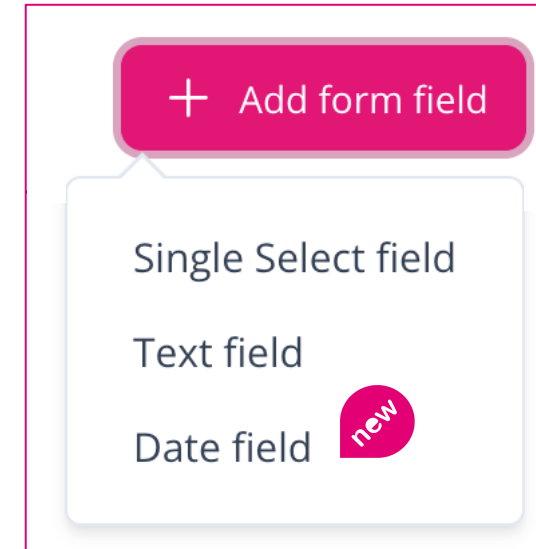 Add form field
Single Select field
Text field
Date field
new